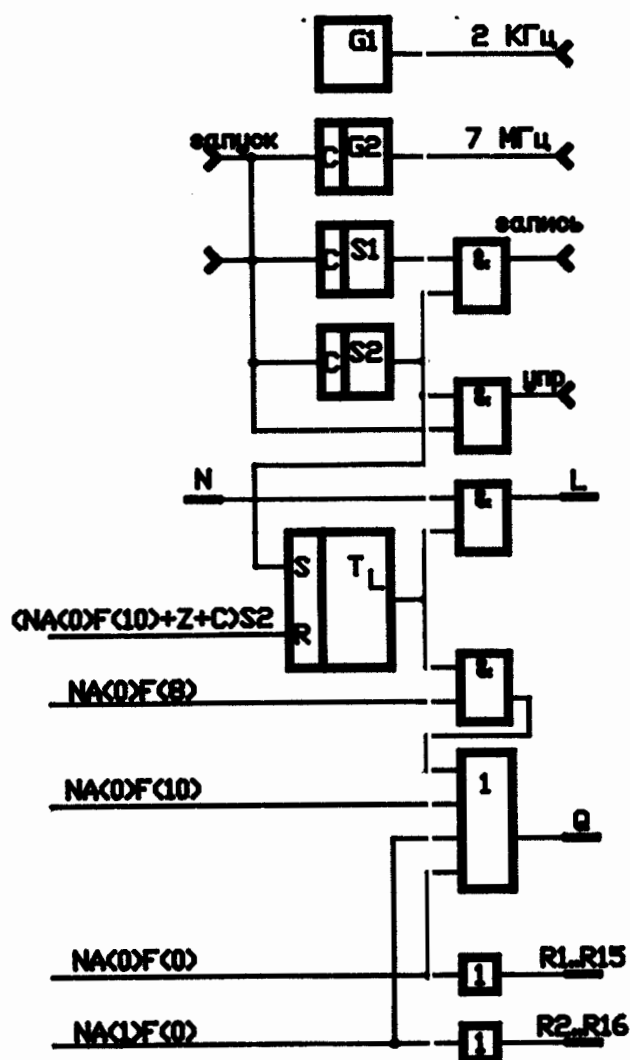 G1 2 КГц
запуск C G2 7 МГц
C S1 & запись
C S2
& упр
N & L
S T L
(NA(0)F(10)+Z+C)S2 R
&
NA(0)F(8)
NA(0)F(10) 1
Q
NA(0)F(0) 1 R1..R15
NA(1)F(0) 1 R2..R16